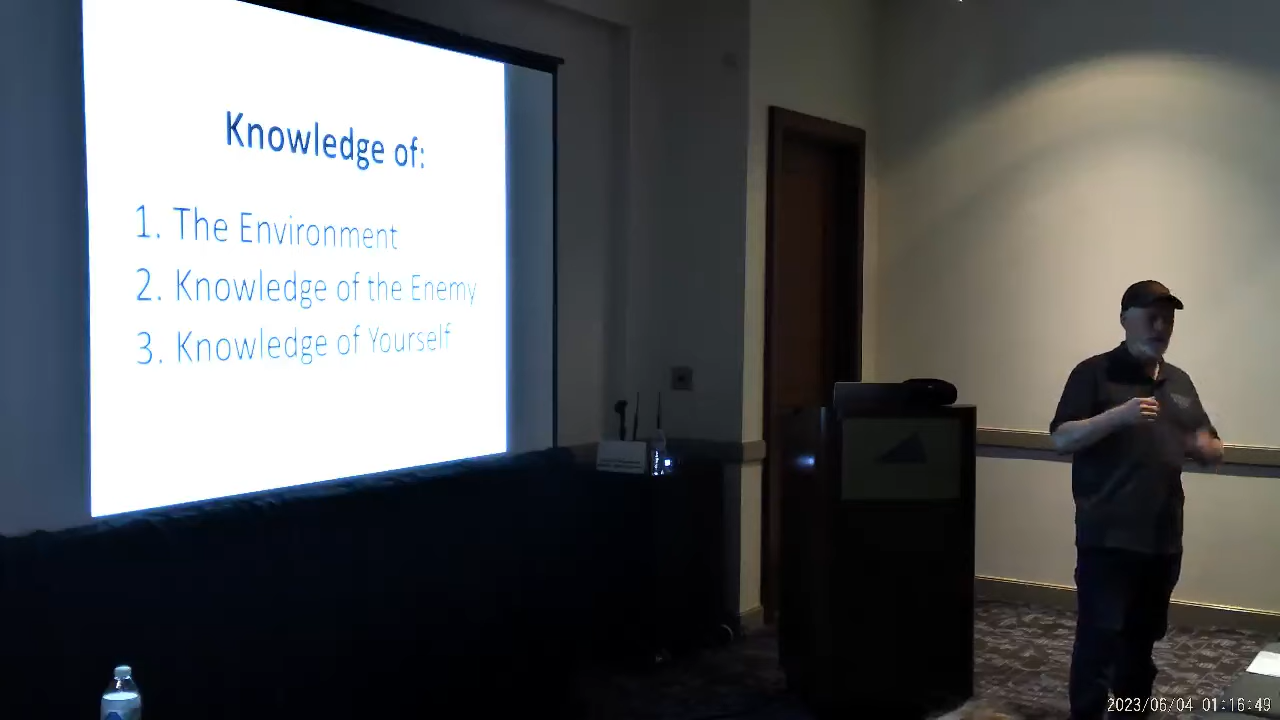 Knowledge of:
1. The Environment
2. Knowledge of the Enemy
3. Knowledge of Yourself
2023/06/04 01:16:49